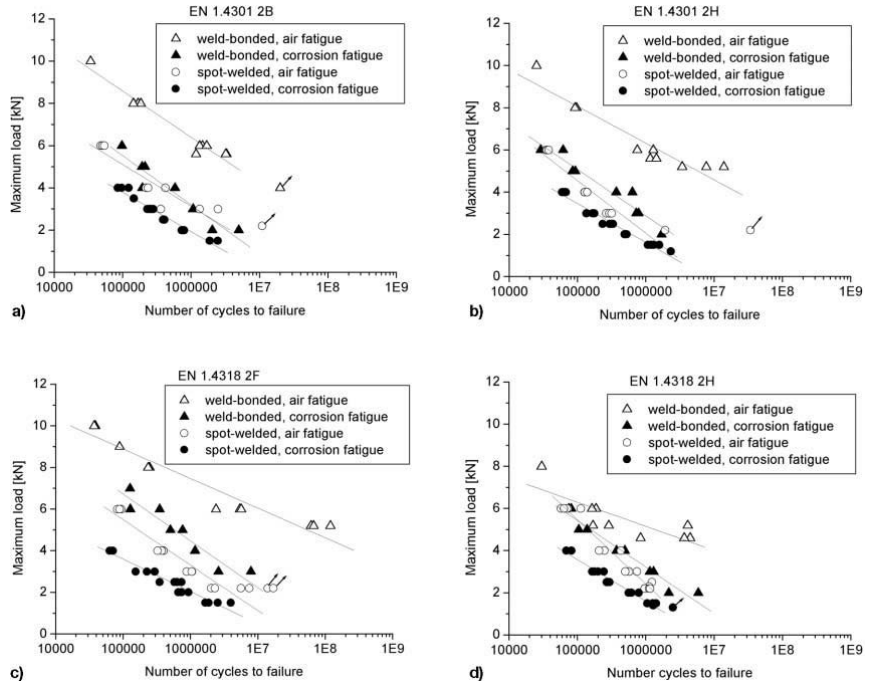 EN 1.4301 2B
weld-bonded, air fatigue
weld-bonded, corrosion fatigue
spot-welded, air fatigue
spot-welded, corrosion fatigue
Maximum load [kN]
12
10
8
6
4
2
0
10000 100000 1000000 1E7 1E8 1E9
Number of cycles to failure
a)
EN 1.4301 2H
weld-bonded, air fatigue
weld-bonded, corrosion fatigue
spot-welded, air fatigue
spot-welded, corrosion fatigue
Maximum load [kN]
12
10
8
6
4
2
0
10000 100000 1000000 1E7 1E8 1E9
Number of cycles to failure
b)
EN 1.4318 2F
weld-bonded, air fatigue
weld-bonded, corrosion fatigue
spot-welded, air fatigue
spot-welded, corrosion fatigue
Maximum load [kN]
12
10
8
6
4
2
0
10000 100000 1000000 1E7 1E8 1E9
Number of cycles to failure
c)
EN 1.4318 2H
weld-bonded, air fatigue
weld-bonded, corrosion fatigue
spot-welded, air fatigue
spot-welded, corrosion fatigue
Maximum load [kN]
12
10
8
6
4
2
0
10000 100000 1000000 1E7 1E8 1E9
Number cycles to failure
d)